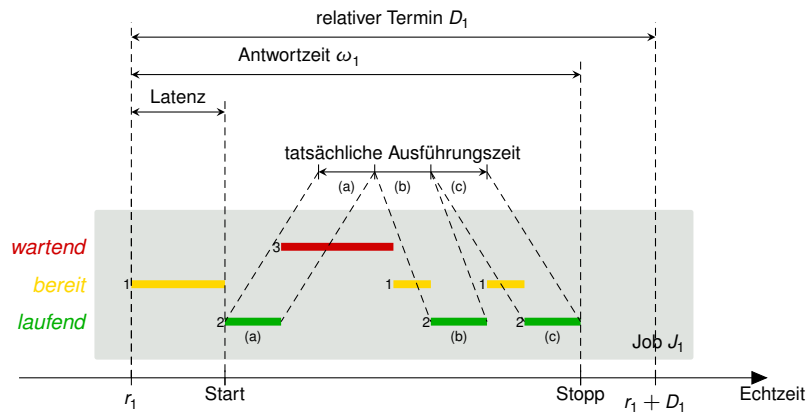 relativer Termin D₁
Antwortzeit ω₁
Latenz
tatsächliche Ausführungszeit
(a) (b) (c)
wartend 3
bereit 1 1 1
laufend 2 2 2
(a) (b) (c)
Job J₁
r₁ Start Stopp r₁ + D₁ Echtzeit